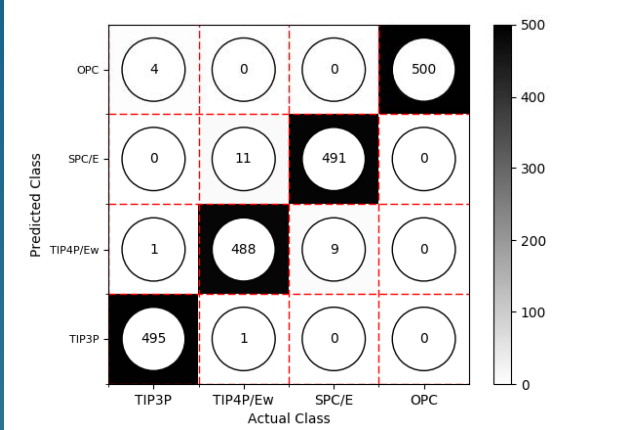 500
OPC 4 0 0 500
400
SPC/E 0 11 491 0
300
200
TIP4P/Ew 1 488 9 0
100
TIP3P 495 1 0 0
0
TIP3P TIP4P/Ew SPC/E OPC
Actual Class
Predicted Class